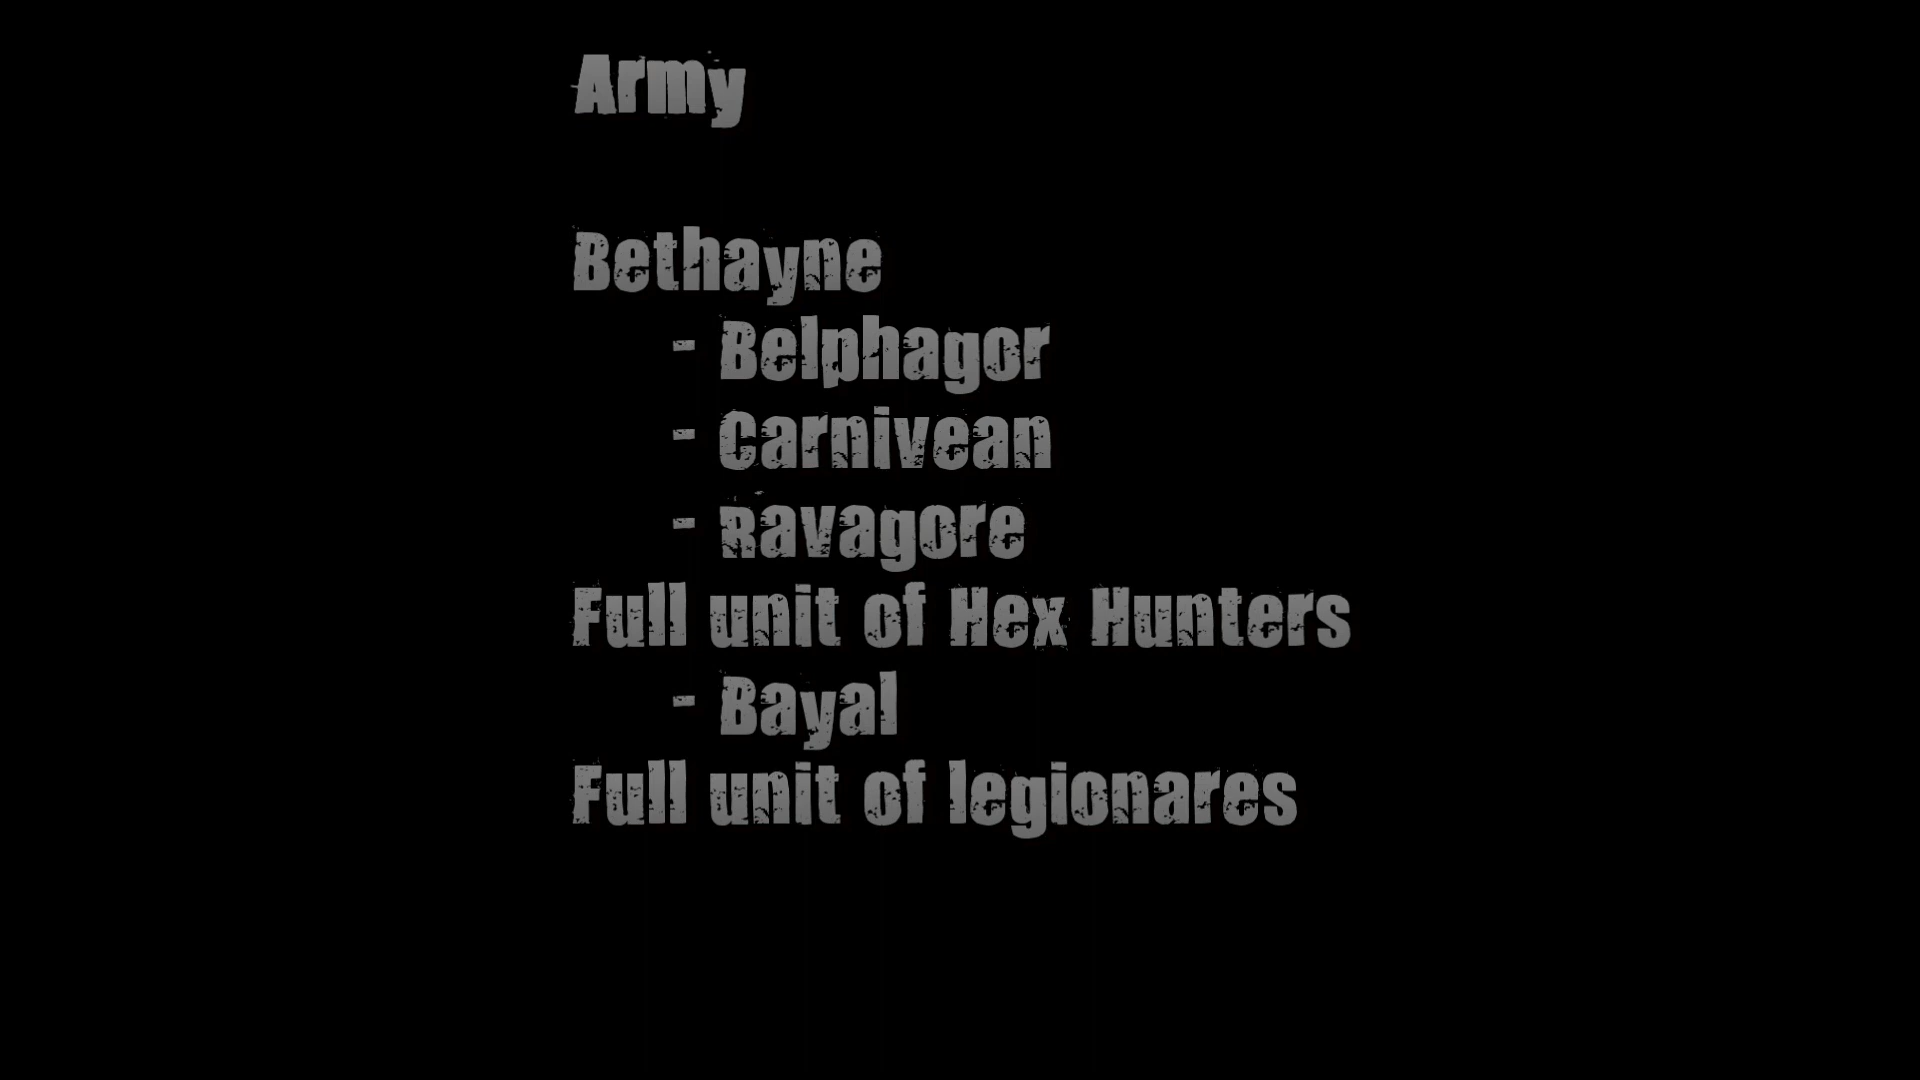 Army
Bethayne
- Belphagor
- Carnivean
- Ravagore
Full unit of Hex Hunters
- Bayal
Full unit of legionares